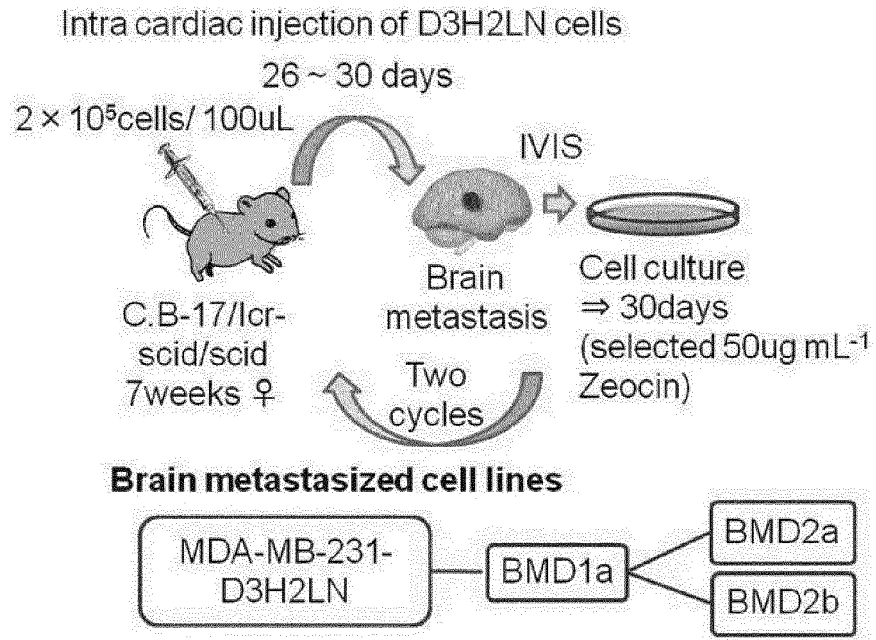 Intra cardiac injection of D3H2LN cells
26 ~ 30 days
2 × 10⁵cells/ 100uL
IVIS
Brain
metastasis
Cell culture
⇒ 30days
(selected 50ug mL⁻¹
Zeocin)
C.B-17/Icr-
scid/scid
7weeks ♀
Two
cycles
Brain metastasized cell lines
MDA-MB-231-
D3H2LN
BMD1a
BMD2a
BMD2b